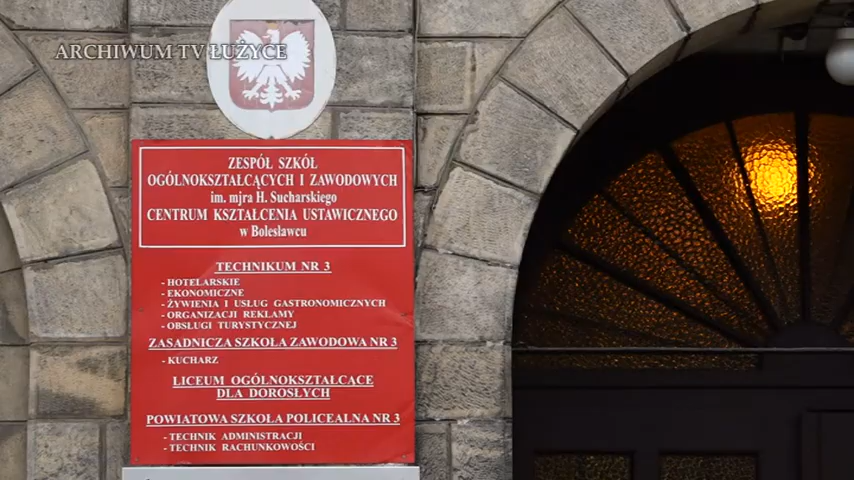 ARCHIWUM TV ŁUŻYCE
ZESPÓŁ SZKÓŁ
OGÓLNOKSZTAŁCĄCYCH I ZAWODOWYCH
im. mjra H. Sucharskiego
CENTRUM KSZTAŁCENIA USTAWICZNEGO
w Bolesławcu
TECHNIKUM NR 3
- HOTELARSKIE
- EKONOMICZNE
- ŻYWIENIA I USŁUG GASTRONOMICZNYCH
- ORGANIZACJI REKLAMY
- OBSŁUGI TURYSTYCZNEJ
ZASADNICZA SZKOŁA ZAWODOWA NR 3
- KUCHARZ
LICEUM OGÓLNOKSZTAŁCĄCE
DLA DOROSŁYCH
POWIATOWA SZKOŁA POLICEALNA NR 3
- TECHNIK ADMINISTRACJI
- TECHNIK RACHUNKOWOŚCI